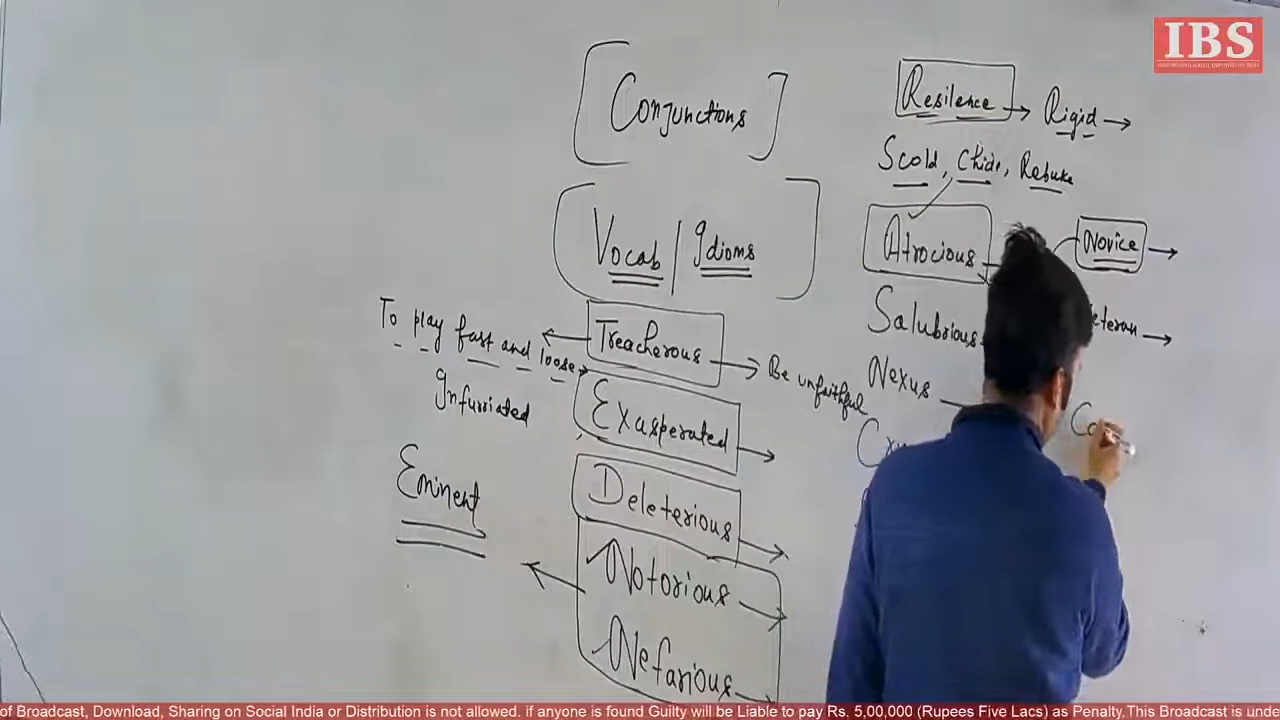 IBS
Conjunctions
Vocab / Idioms
To play fast and loose
Treacherous
Be unfaithful
Infurriated
Exasperated
Eminent
Deleterious
Notorious
Nefarious
Resilence → Rigid →
Scold, Chide, Rebuke
Atrocious
Novice →
Salubrious
eteran →
Nexus
of Broadcast, Download, Sharing on Social India or Distribution is not allowed. if anyone is found Guilty will be Liable to pay Rs. 5,00,000 (Rupees Five Lacs) as Penalty.This Broadcast is unde